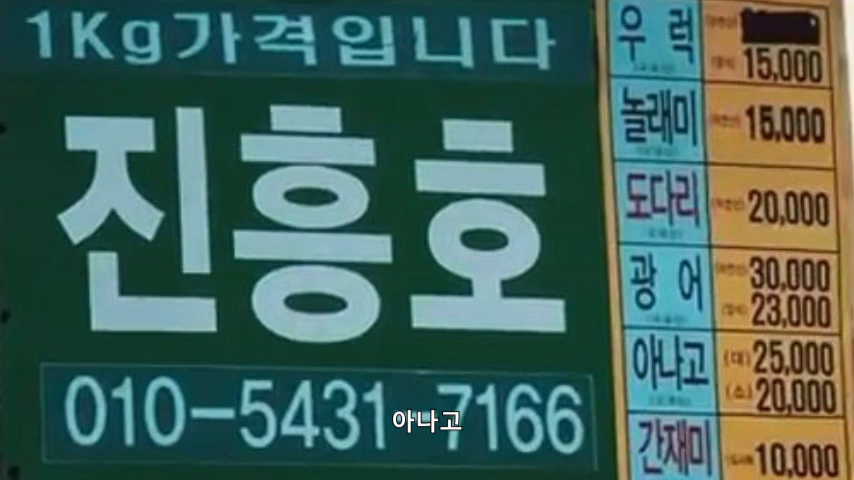 1Kg가격입니다
진흥호
010-5431-7166
우럭
15,000
놀래미 15,000
도다리 20,000
광어 30,000
23,000
아나고 (대) 25,000
(소) 20,000
간재미 10,000
아나고